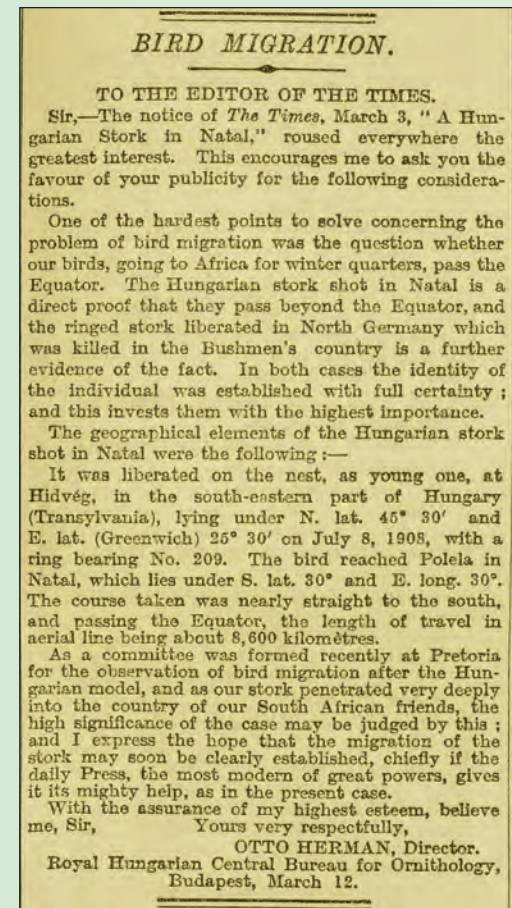 BIRD MIGRATION.
TO THE EDITOR OF THE TIMES.
Sir,—The notice of The Times, March 3, " A Hun-
garian Stork in Natal," roused everywhere the
greatest interest. This encourages me to ask you the
favour of your publicity for the following considera-
tions.
One of the hardest points to solve concerning the
problem of bird migration was the question whether
our birds, going to Africa for winter quarters, pass the
Equator. The Hungarian stork shot in Natal is a
direct proof that they pass beyond the Equator, and
the ringed stork liberated in North Germany which
was killed in the Bushmen's country is a further
evidence of the fact. In both cases the identity of
the individual was established with full certainty ;
and this invests them with the highest importance.
The geographical elements of the Hungarian stork
shot in Natal were the following :—
It was liberated on the nest, as young one, at
Hidvég, in the south-eastern part of Hungary
(Transylvania), lying under N. lat. 45° 30′ and
E. lat. (Greenwich) 25° 30′ on July 8, 1908, with a
ring bearing No. 209. The bird reached Polela in
Natal, which lies under S. lat. 30° and E. long. 30°.
The course taken was nearly straight to the south,
and passing the Equator, the length of travel in
aerial line being about 8,600 kilomètres.
As a committee was formed recently at Pretoria
for the observation of bird migration after the Hun-
garian model, and as our stork penetrated very deeply
into the country of our South African friends, the
high significance of the case may be judged by this ;
and I express the hope that the migration of the
stork may soon be clearly established, chiefly if the
daily Press, the most modern of great powers, gives
it its mighty help, as in the present case.
With the assurance of my highest esteem, believe
me, Sir, Yours very respectfully,
OTTO HERMAN, Director.
Royal Hungarian Central Bureau for Ornithology,
Budapest, March 12.